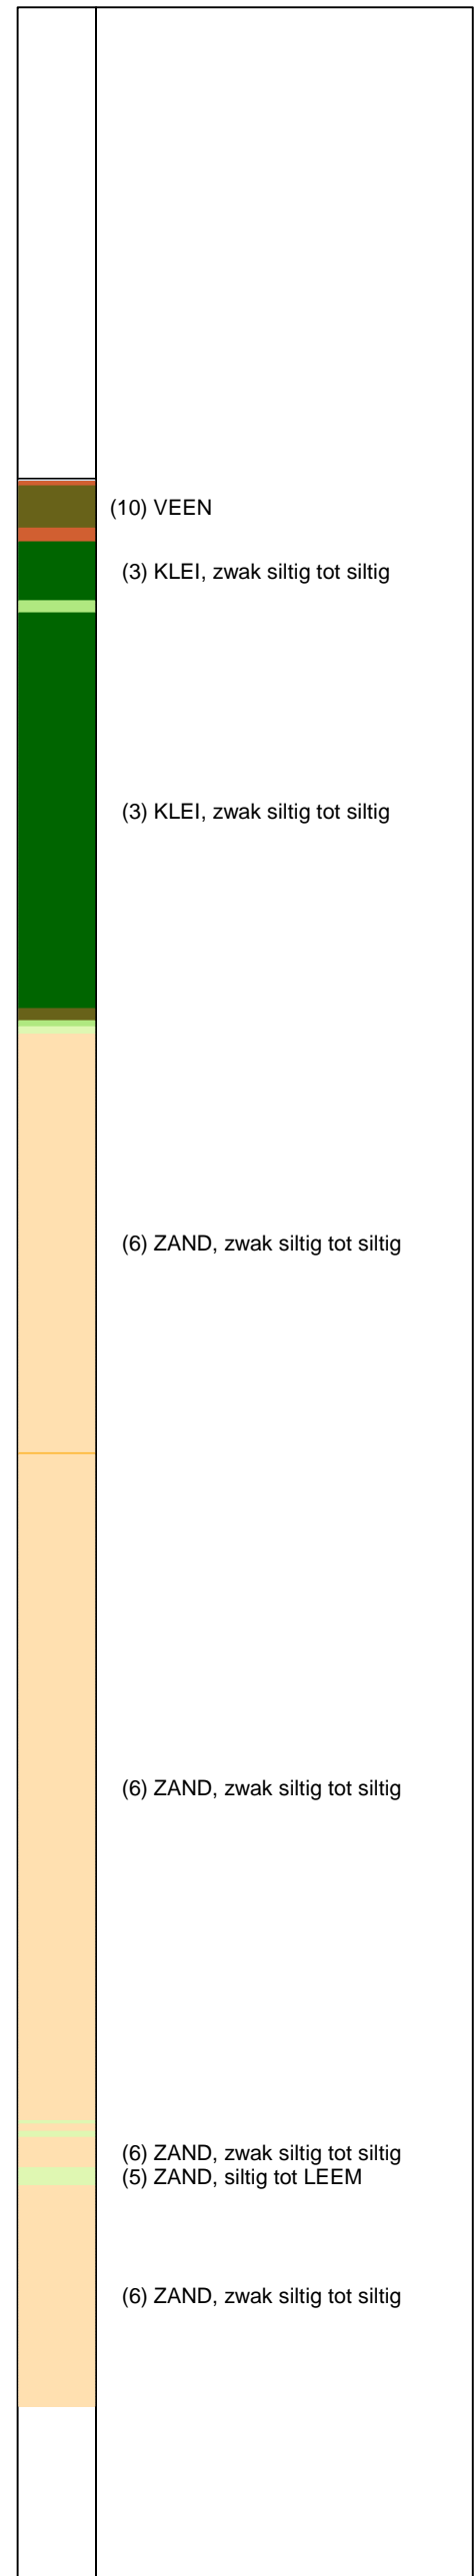 (10) VEEN
(3) KLEI, zwak siltig tot siltig
(3) KLEI, zwak siltig tot siltig
(6) ZAND, zwak siltig tot siltig
(6) ZAND, zwak siltig tot siltig
(6) ZAND, zwak siltig tot siltig
(5) ZAND, siltig tot LEEM
(6) ZAND, zwak siltig tot siltig